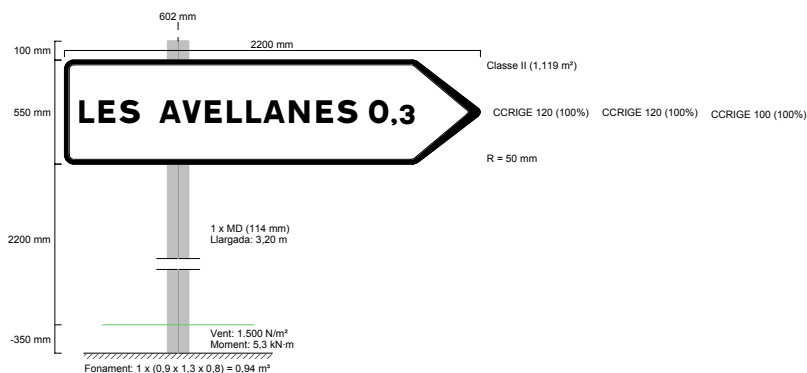 602 mm
100 mm
2200 mm
Classe II (1,119 m²)
550 mm
LES AVELLANES 0,3
CCRIGE 120 (100%) CCRIGE 120 (100%) CCRIGE 100 (100%)
R = 50 mm
2200 mm
1 x MD (114 mm)
Llargada: 3,20 m
-350 mm
Vent: 1.500 N/m²
Moment: 5,3 kN·m
Fonament: 1 x (0,9 x 1,3 x 0,8) = 0,94 m³